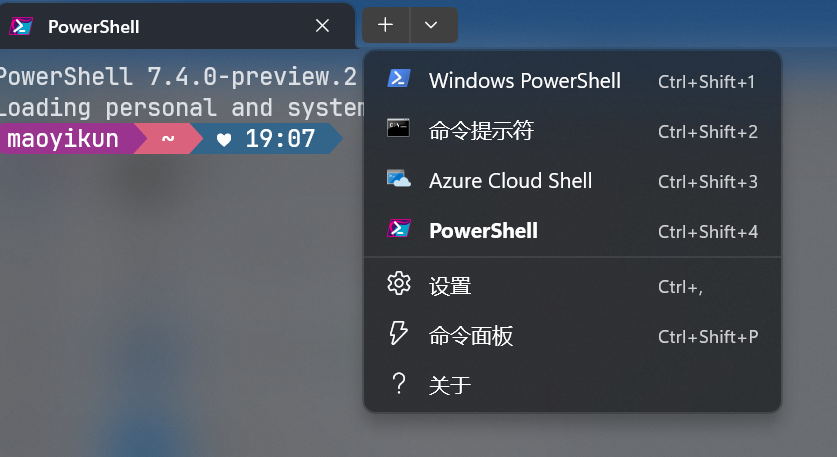 PowerShell
PowerShell 7.4.0-preview.2
Loading personal and system
maoyikun ~ ♥ 19:07
Windows PowerShell Ctrl+Shift+1
命令提示符 Ctrl+Shift+2
Azure Cloud Shell Ctrl+Shift+3
PowerShell Ctrl+Shift+4
设置 Ctrl+,
命令面板 Ctrl+Shift+P
关于